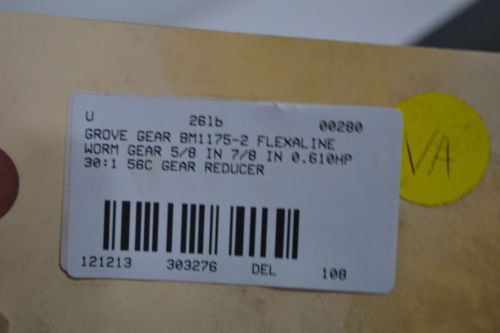 U 261b 00280
GROVE GEAR BM1175-2 FLEXALINE
WORM GEAR 5/8 IN 7/8 IN 0.610HP
30:1 56C GEAR REDUCER
121213 303276 DEL 108
VA